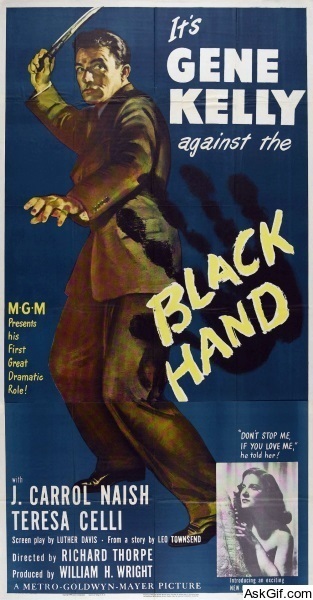 It's
GENE
KELLY
against the
BLACK
HAND
M-G-M
Presents
his
First
Great
Dramatic
Role!
"DON'T STOP ME,
IF YOU LOVE ME,"
he told her!
with
J. CARROL NAISH
TERESA CELLI
Screen play by LUTHER DAVIS • From a story by LEO TOWNSEND
Directed by RICHARD THORPE
Produced by WILLIAM H. WRIGHT
A METRO-GOLDWYN-MAYER PICTURE
Introducing an exciting
NEW
AskGif.com